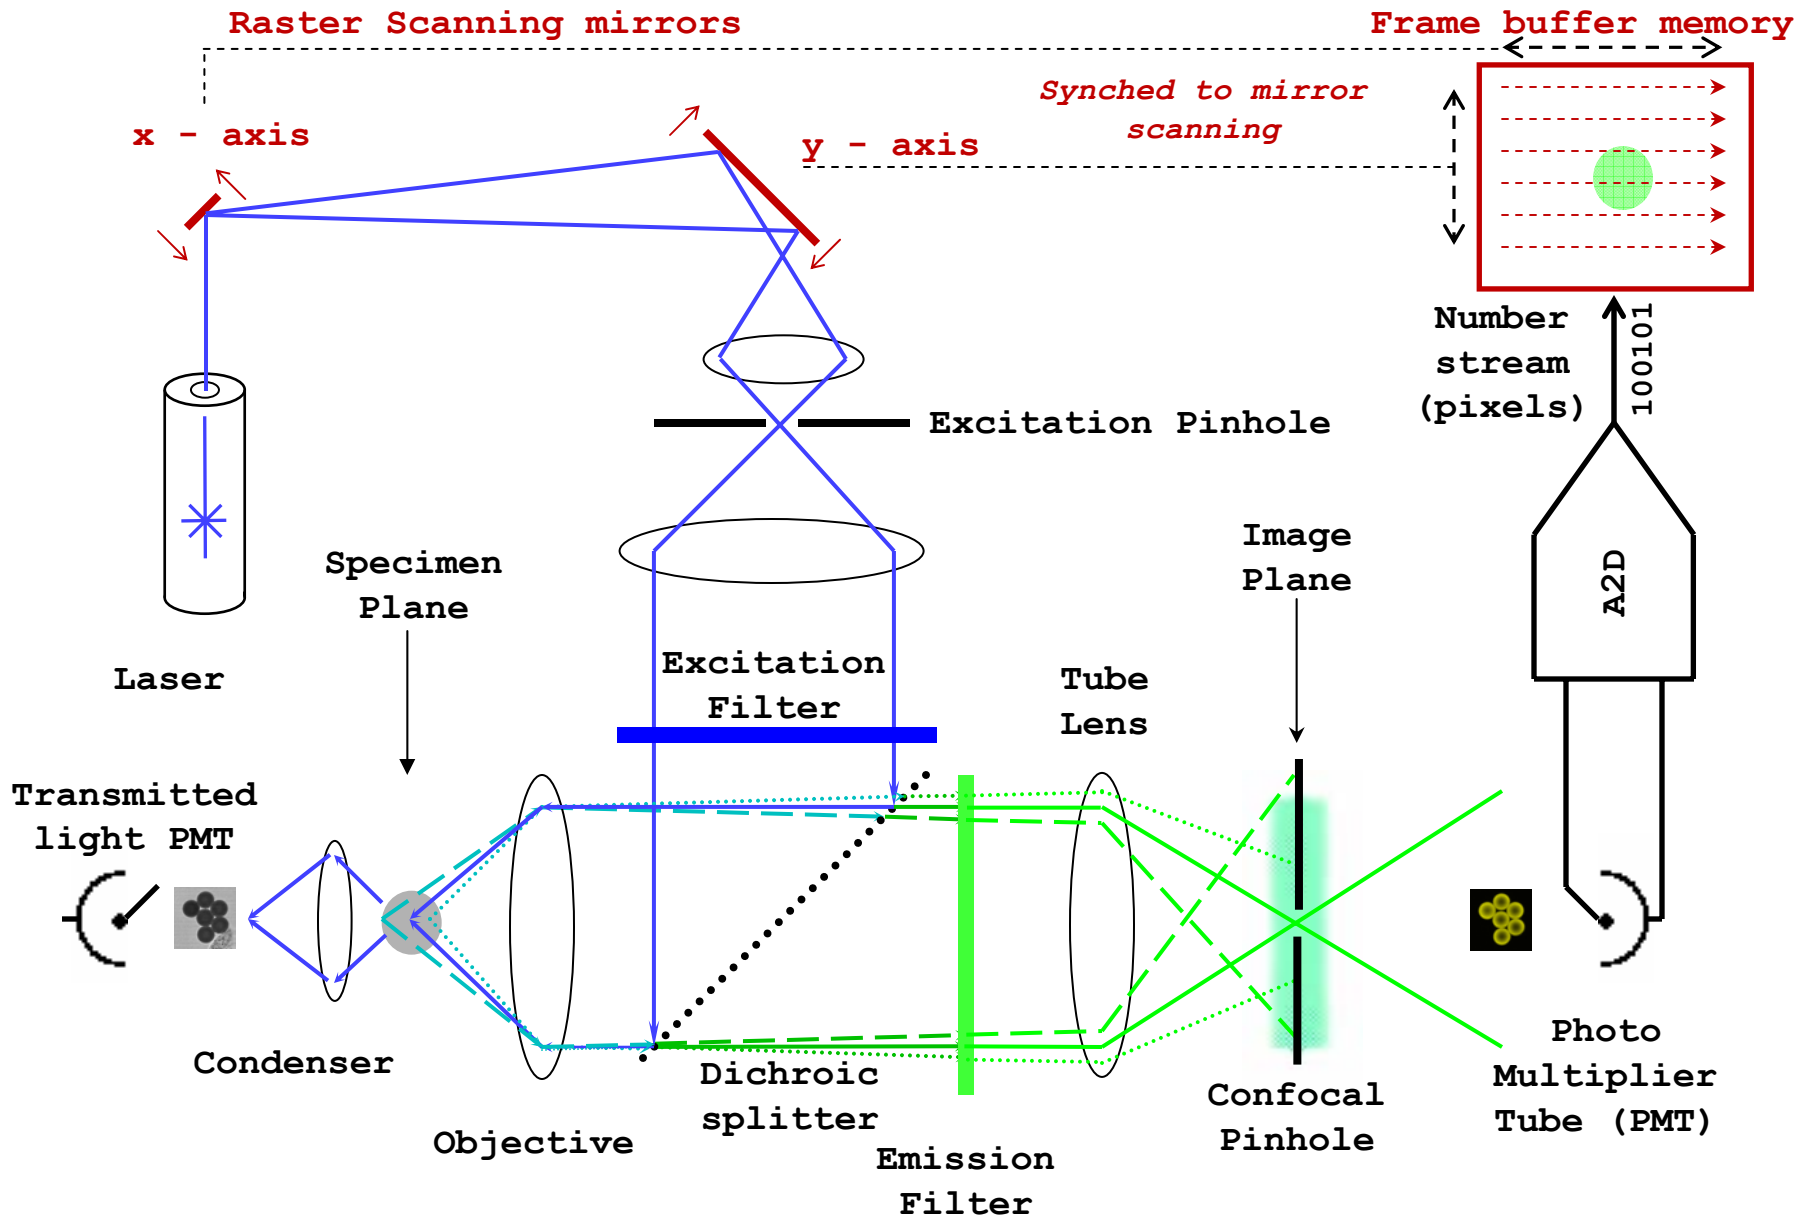 Raster Scanning mirrors
Frame buffer memory
x - axis
y - axis
Synched to mirror
scanning
Number
stream
(pixels)
100101
Excitation Pinhole
A2D
Image
Plane
Specimen
Plane
Laser
Excitation
Filter
Tube
Lens
Transmitted
light PMT
Condenser
Objective
Dichroic
splitter
Emission
Filter
Confocal
Pinhole
Photo
Multiplier
Tube (PMT)